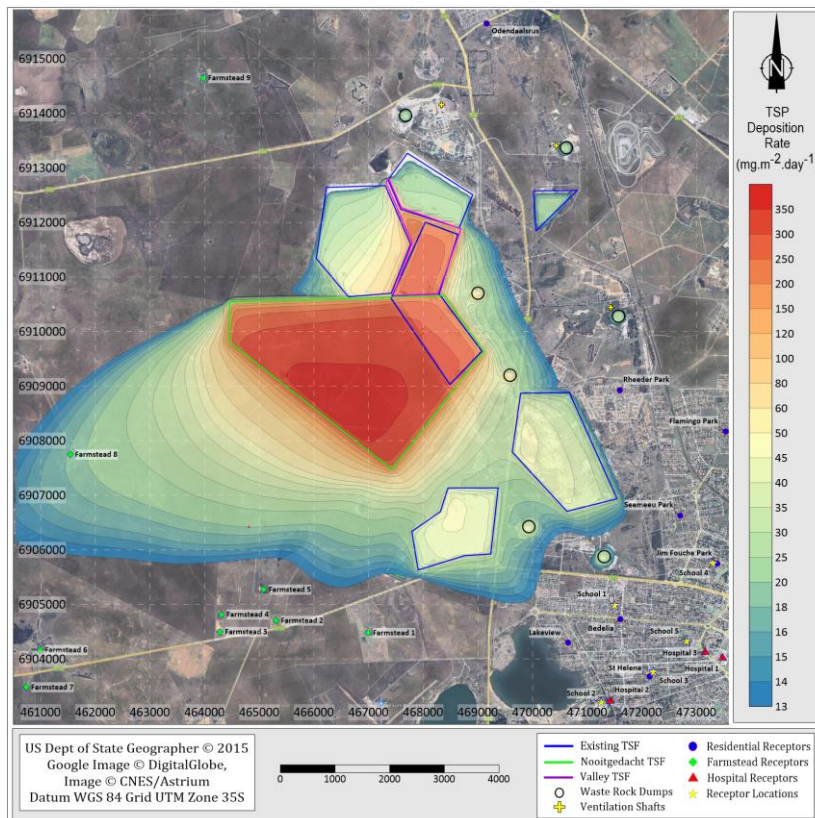 6915000
6914000
6913000
6912000
6911000
6910000
6909000
6908000
6907000
6906000
6905000
6904000
461000 462000 463000 464000 465000 466000 467000 468000 469000 470000 471000 472000 473000
Odendaalsrus
Farmstead 9
Rheeder Park
Flamingo Park
Farmstead 8
Seemeeu Park
Jim Fouche Park
School 4
Farmstead 5
School 1
Farmstead 4
Farmstead 2
Bedelia
Farmstead 3
Farmstead 1
Lakeview
School 5
Farmstead 6
Hospital 3
Hospital 1
St Helena
School 3
Farmstead 7
School 2
Hospital 2
N
TSP
Deposition
Rate
(mg.m-2.day-1)
350
300
250
200
150
100
80
60
50
45
40
35
30
25
20
18
16
14
13
US Dept of State Geographer © 2015
Google Image © DigitalGlobe,
Image © CNES/Astrium
Datum WGS 84 Grid UTM Zone 35S
0 1000 2000 3000 4000
Existing TSF
Nooitgedacht TSF
Valley TSF
Waste Rock Dumps
Ventilation Shafts
Residential Receptors
Farmstead Receptors
Hospital Receptors
Receptor Locations